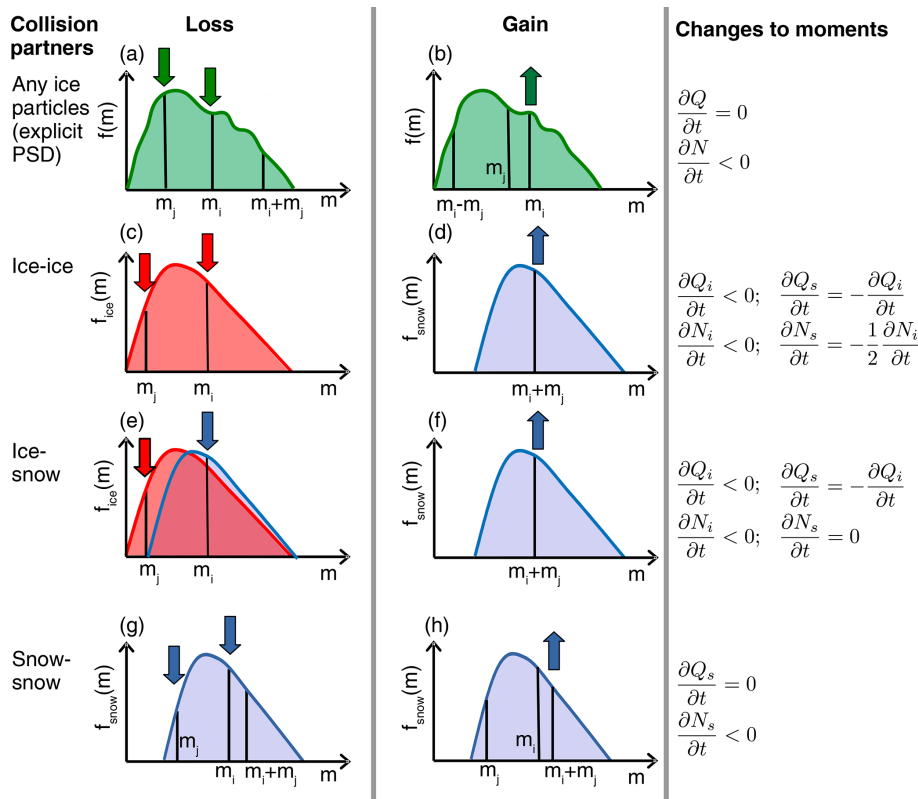 Collision partners
Loss
Gain
Changes to moments
Any ice
particles
(explicit
PSD)
(a)
f(m)
m_j
m_i
m_i+m_j
m
(b)
f(m)
m_i-m_j
m_j
m_i
m
∂Q/∂t = 0
∂N/∂t < 0
Ice-ice
(c)
f_ice(m)
m_j
m_i
m
(d)
f_snow(m)
m_i+m_j
m
∂Q_i/∂t < 0; ∂Q_s/∂t = −∂Q_i/∂t
∂N_i/∂t < 0; ∂N_s/∂t = −1/2 ∂N_i/∂t
Ice-
snow
(e)
f_ice(m)
m_j
m_i
m
(f)
f_snow(m)
m_i+m_j
m
∂Q_i/∂t < 0; ∂Q_s/∂t = −∂Q_i/∂t
∂N_i/∂t < 0; ∂N_s/∂t = 0
Snow-
snow
(g)
f_snow(m)
m_j
m_i
m_i+m_j
m
(h)
f_snow(m)
m_j
m_i
m_i+m_j
m
∂Q_s/∂t = 0
∂N_s/∂t < 0